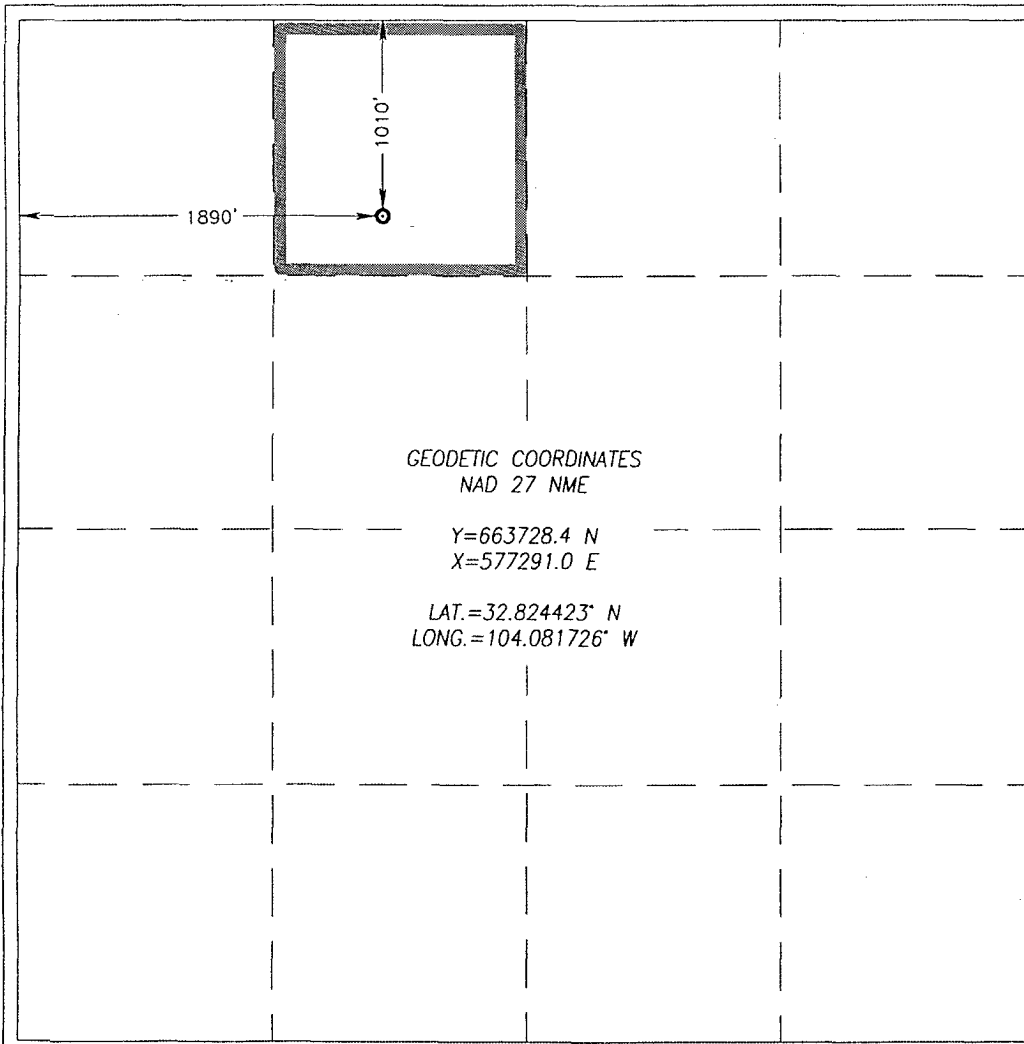 1010'
1890'
GEODETIC COORDINATES
NAD 27 NME
Y=663728.4 N
X=577291.0 E
LAT.=32.824423° N
LONG.=104.081726° W